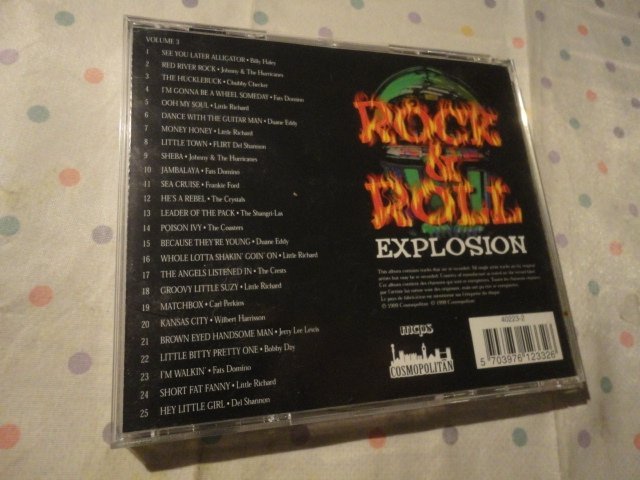 VOLUME 3
1 SEE YOU LATER ALLIGATOR • Billy Haley
2 RED RIVER ROCK • Johnny & The Hurricanes
3 THE HUCKLEBUCK • Chubby Checker
4 I'M GONNA BE A WHEEL SOMEDAY • Fats Domino
5 OOH MY SOUL • Little Richard
6 DANCE WITH THE GUITAR MAN • Duane Eddy
7 MONEY HONEY • Little Richard
8 LITTLE TOWN • FLIRT Del Shannon
9 SHEBA • Johnny & The Hurricanes
10 JAMBALAYA • Fats Domino
11 SEA CRUISE • Frankie Ford
12 HE'S A REBEL • The Crystals
13 LEADER OF THE PACK • The Shangri-Las
14 POISON IVY • The Coasters
15 BECAUSE THEY'RE YOUNG • Duane Eddy
16 WHOLE LOTTA SHAKIN' GOIN' ON • Little Richard
17 THE ANGELS LISTENED IN • The Crests
18 GROOVY LITTLE SUZY • Little Richard
19 MATCHBOX • Carl Perkins
20 KANSAS CITY • Wilbert Harrisson
21 BROWN EYED HANDSOME MAN • Jerry Lee Lewis
22 LITTLE BITTY PRETTY ONE • Bobby Day
23 I'M WALKIN' • Fats Domino
24 SHORT FAT FANNY • Little Richard
25 HEY LITTLE GIRL • Del Shannon
ROCK
&
ROLL
EXPLOSION
© 1999 Cosmopolitan
mcps
COSMOPOLITAN
40223-2
5 703976 123326